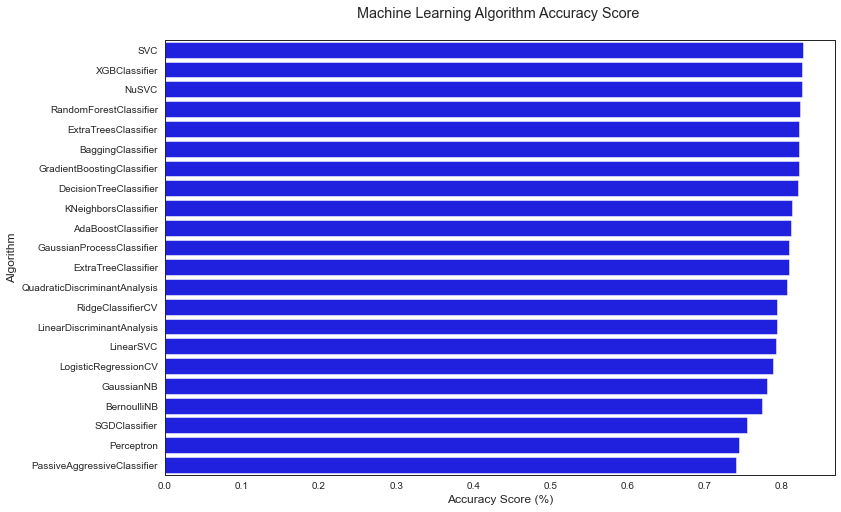 Machine Learning Algorithm Accuracy Score
SVC
XGBClassifier
NuSVC
RandomForestClassifier
ExtraTreesClassifier
BaggingClassifier
GradientBoostingClassifier
DecisionTreeClassifier
KNeighborsClassifier
AdaBoostClassifier
GaussianProcessClassifier
ExtraTreeClassifier
QuadraticDiscriminantAnalysis
RidgeClassifierCV
LinearDiscriminantAnalysis
LinearSVC
LogisticRegressionCV
GaussianNB
BernoulliNB
SGDClassifier
Perceptron
PassiveAggressiveClassifier
Algorithm
0.0 0.1 0.2 0.3 0.4 0.5 0.6 0.7 0.8
Accuracy Score (%)